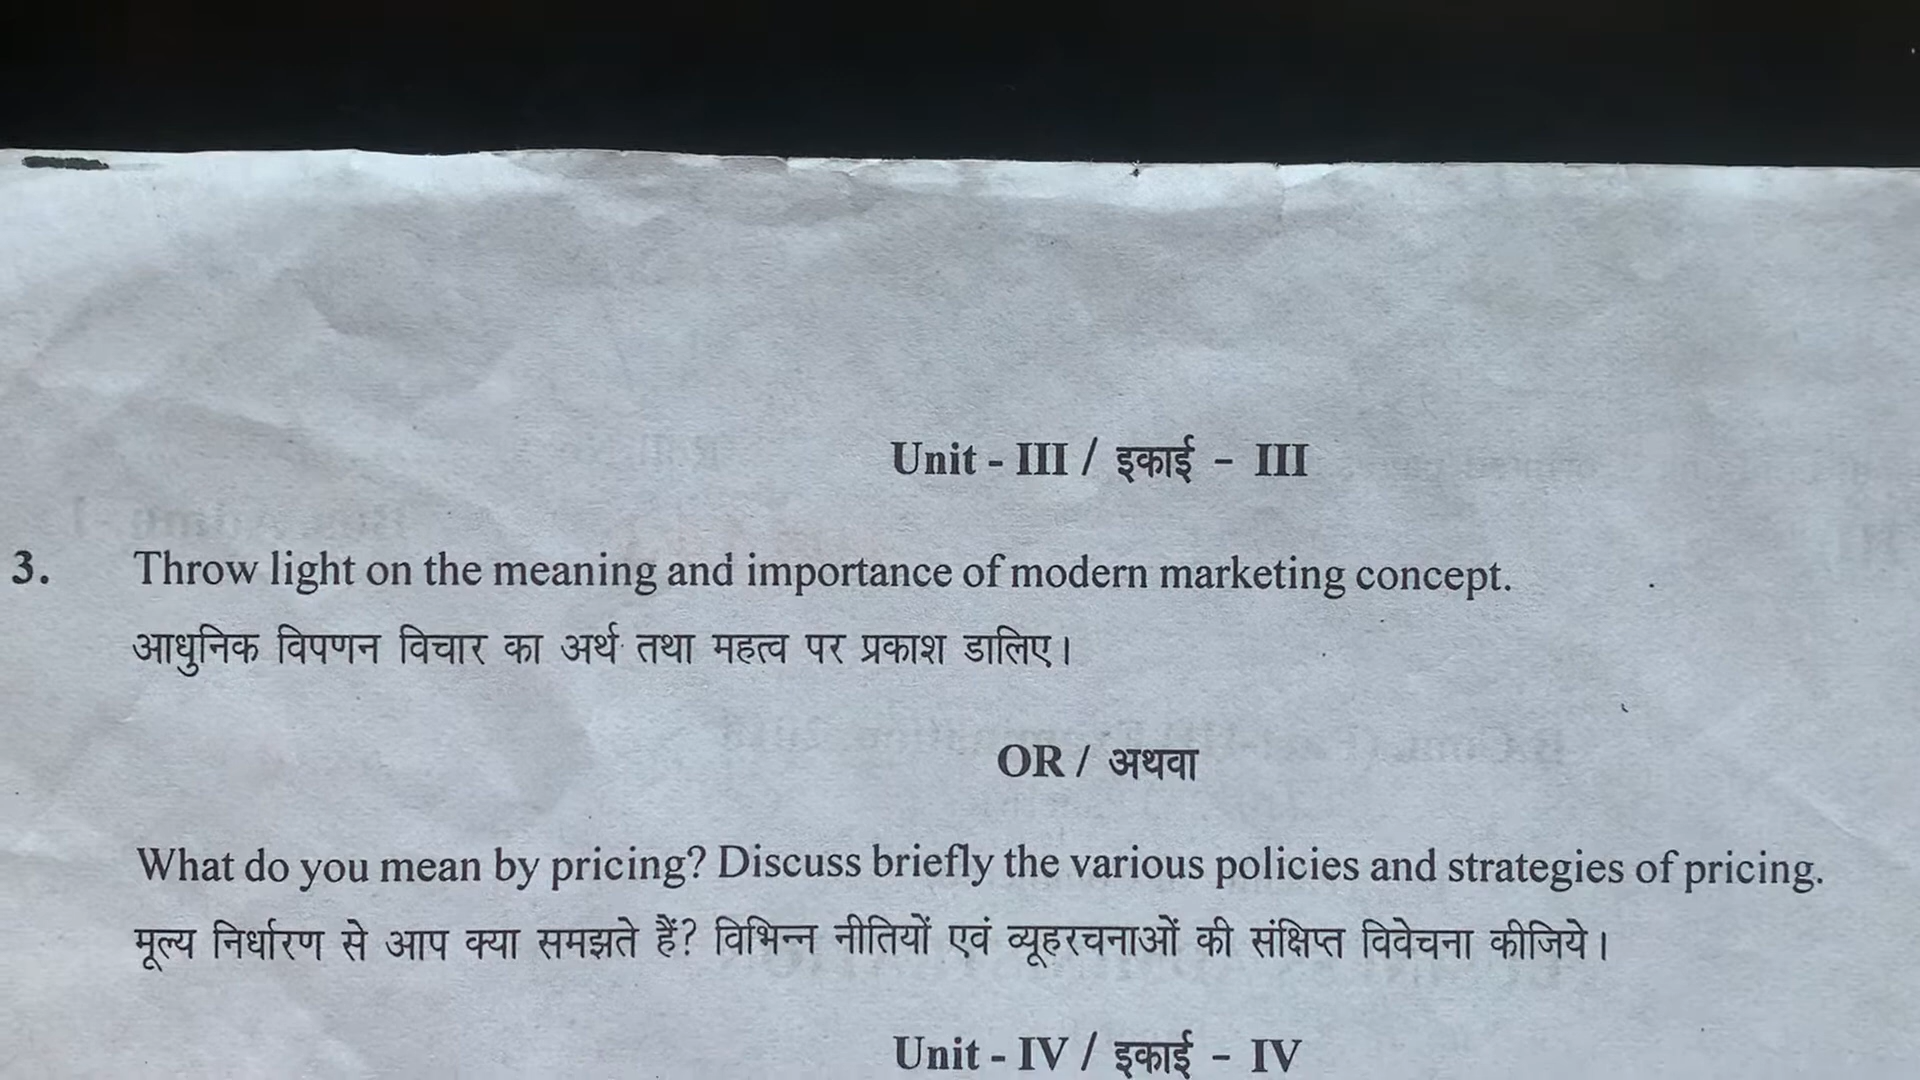 Unit - III / इकाई - III
3. Throw light on the meaning and importance of modern marketing concept.
आधुनिक विपणन विचार का अर्थ तथा महत्व पर प्रकाश डालिए।
OR / अथवा
What do you mean by pricing? Discuss briefly the various policies and strategies of pricing.
मूल्य निर्धारण से आप क्या समझते हैं? विभिन्न नीतियों एवं व्यूहरचनाओं की संक्षिप्त विवेचना कीजिये।
Unit - IV / इकाई - IV